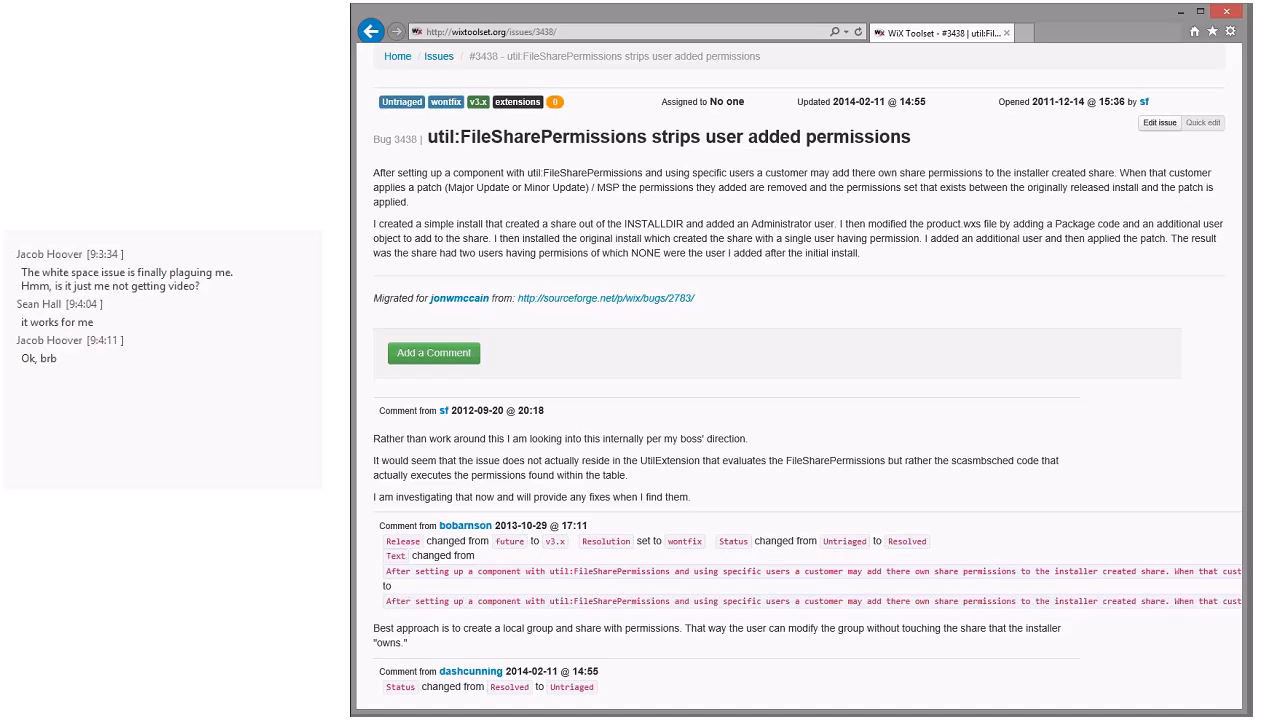 Jacob Hoover [9:3:34 ]
The white space issue is finally plaguing me.
Hmm, is it just me not getting video?
Sean Hall [9:4:04 ]
it works for me
Jacob Hoover [9:4:11 ]
Ok, brb
http://wixtoolset.org/issues/3438/
WiX Toolset - #3438 | util:Fil...
Home / Issues / #3438 - util:FileSharePermissions strips user added permissions
Untriaged wontfix v3.x extensions 0 Assigned to No one Updated 2014-02-11 @ 14:55 Opened 2011-12-14 @ 15:36 by sf
Edit issue Quick edit
Bug 3438 | util:FileSharePermissions strips user added permissions
After setting up a component with util:FileSharePermissions and using specific users a customer may add there own share permissions to the installer created share. When that customer
applies a patch (Major Update or Minor Update) / MSP the permissions they added are removed and the permissions set that exists between the originally released install and the patch is
applied.
I created a simple install that created a share out of the INSTALLDIR and added an Administrator user. I then modified the product.wxs file by adding a Package code and an additional user
object to add to the share. I then installed the original install which created the share with a single user having permission. I added an additional user and then applied the patch. The result
was the share had two users having permisions of which NONE were the user I added after the initial install.
Migrated for jonwmccain from: http://sourceforge.net/p/wix/bugs/2783/
Add a Comment
Comment from sf 2012-09-20 @ 20:18
Rather than work around this I am looking into this internally per my boss' direction.
It would seem that the issue does not actually reside in the UtilExtension that evaluates the FileSharePermissions but rather the scasmbsched code that
actually executes the permissions found within the table.
I am investigating that now and will provide any fixes when I find them.
Comment from bobarnson 2013-10-29 @ 17:11
Release changed from future to v3.x Resolution set to wontfix Status changed from Untriaged to Resolved
Text changed from
After setting up a component with util:FileSharePermissions and using specific users a customer may add there own share permissions to the installer created share. When that cust
to
After setting up a component with util:FileSharePermissions and using specific users a customer may add there own share permissions to the installer created share. When that cust
Best approach is to create a local group and share with permissions. That way the user can modify the group without touching the share that the installer
"owns."
Comment from dashcunning 2014-02-11 @ 14:55
Status changed from Resolved to Untriaged